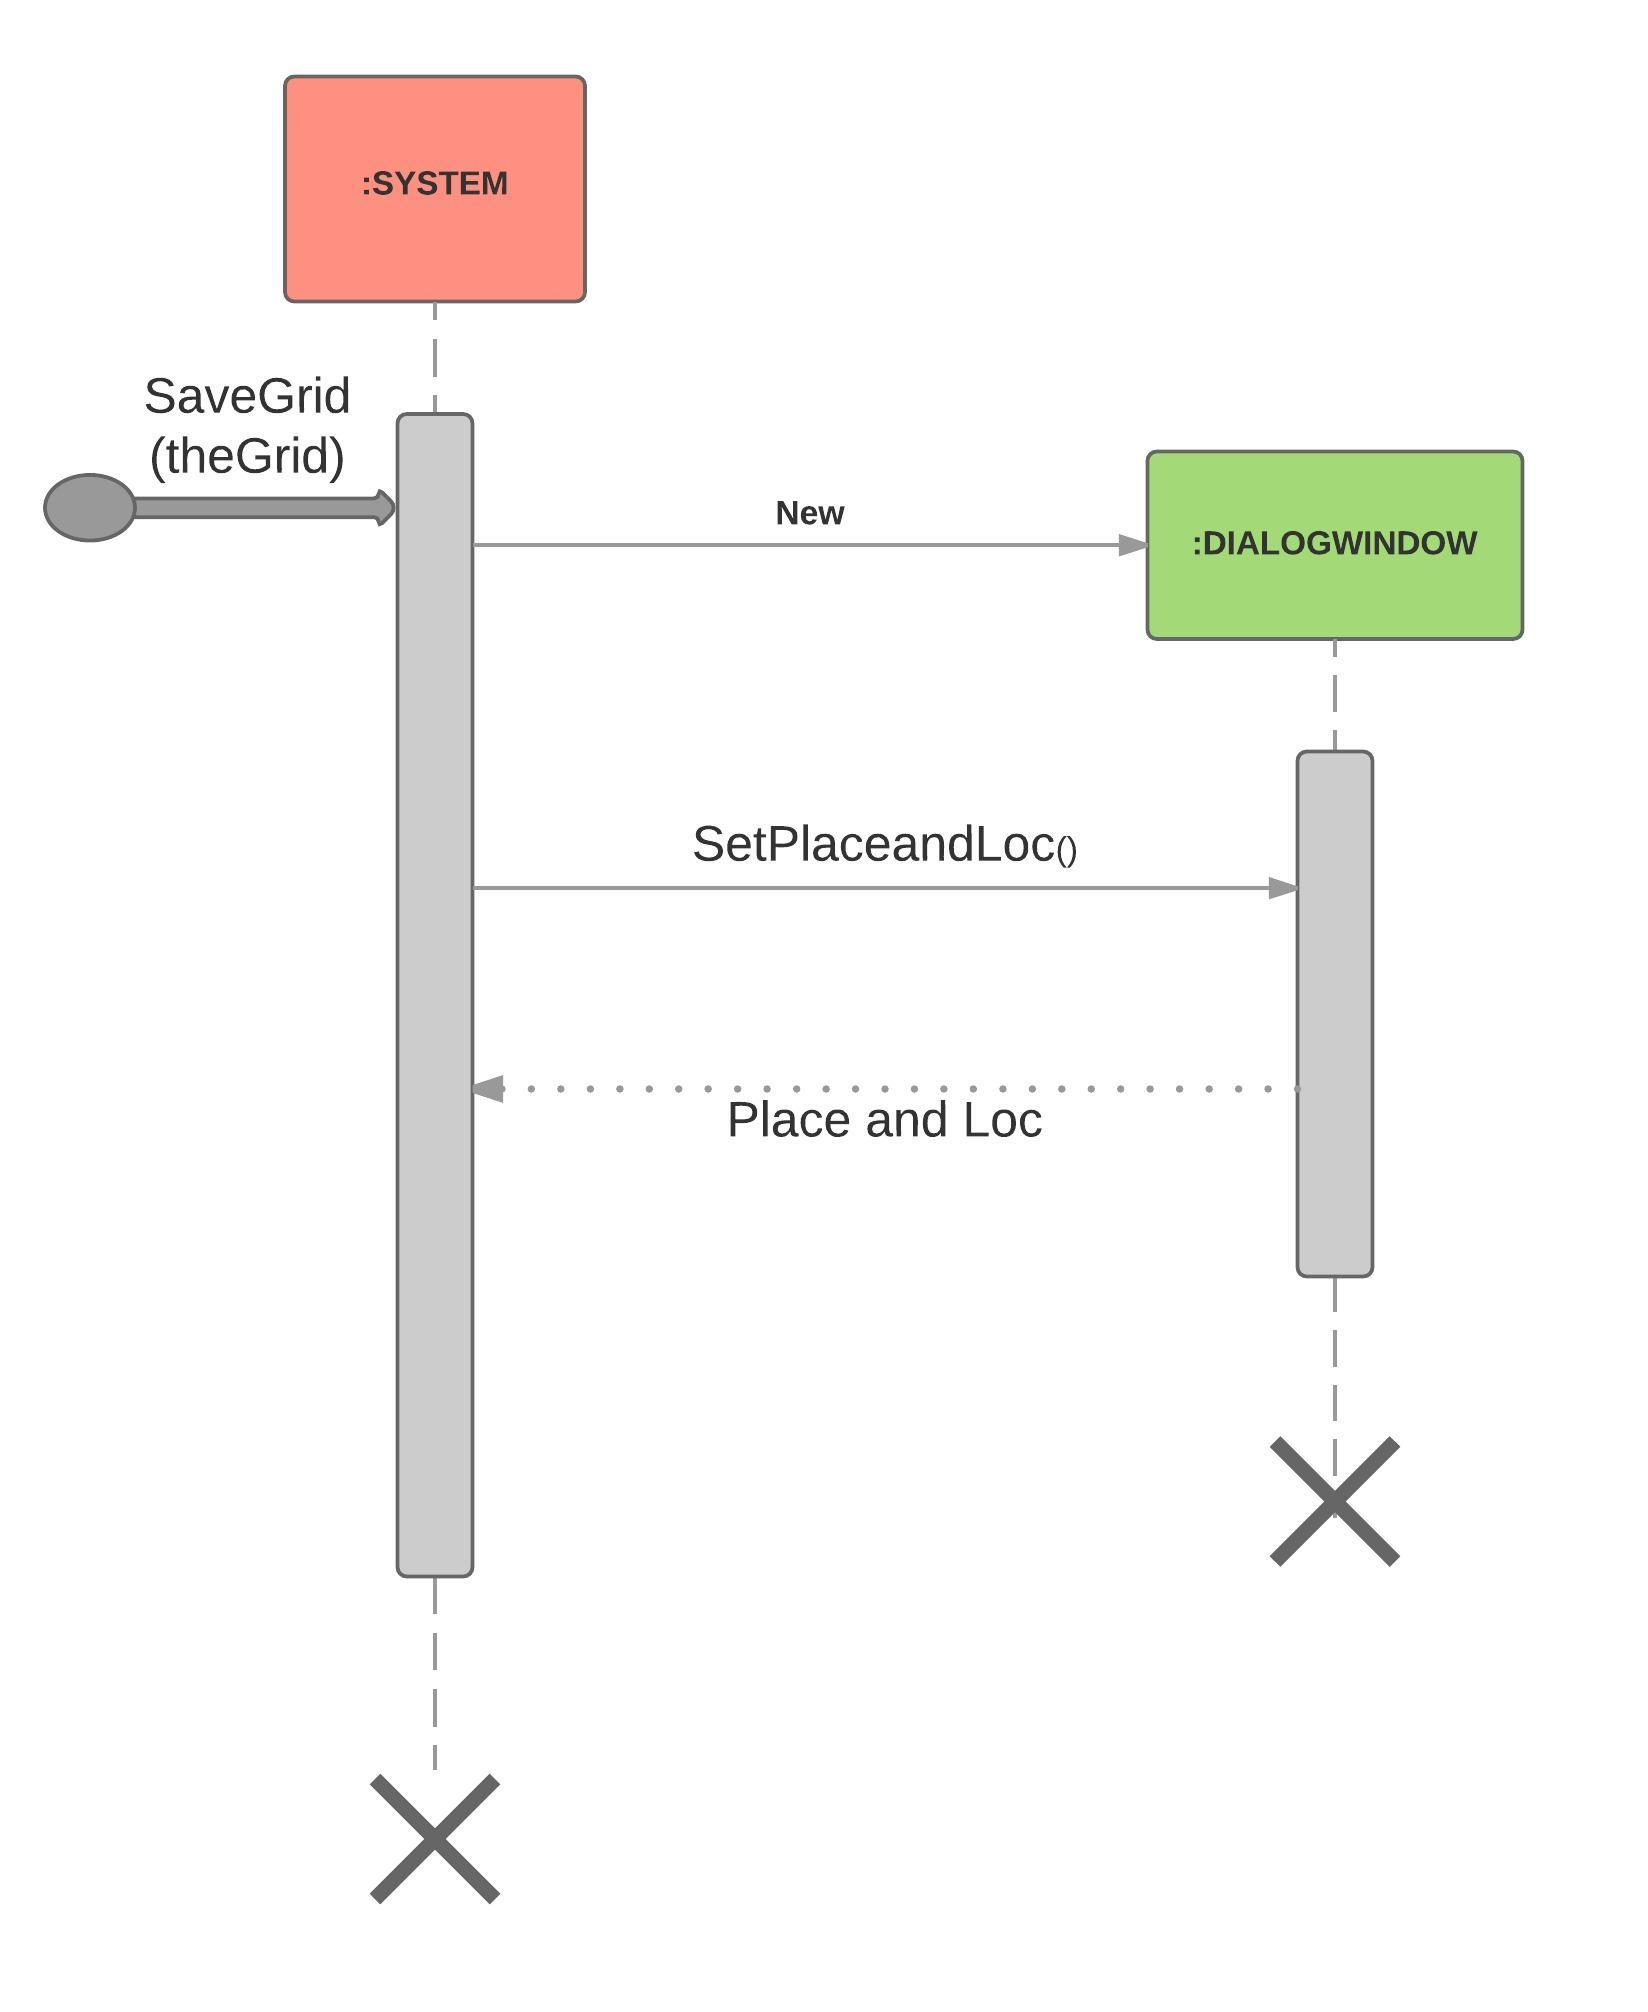 :SYSTEM
SaveGrid
(theGrid)
New
:DIALOGWINDOW
SetPlaceandLoc()
Place and Loc